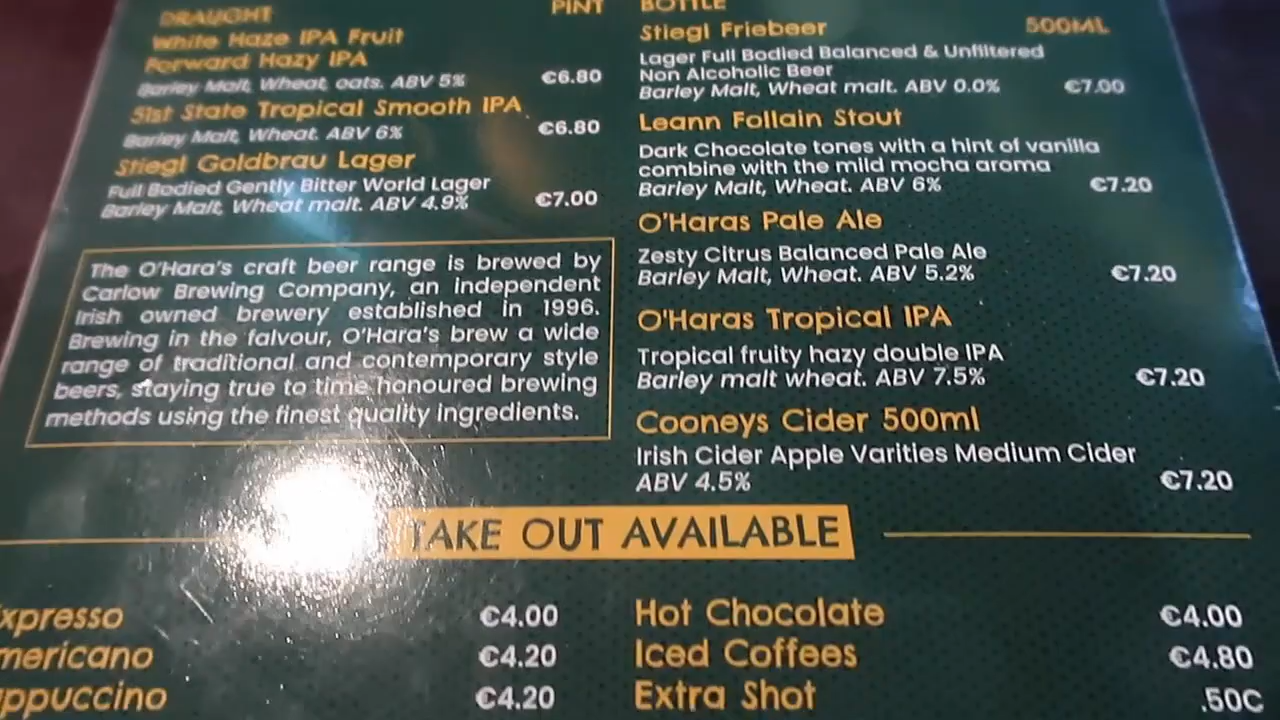 DRAUGHT PINT
White Haze IPA Fruit
Forward Hazy IPA
Barley Malt, Wheat, oats. ABV 5% €6.80
51st State Tropical Smooth IPA
Barley Malt, Wheat. ABV 6% €6.80
Stiegl Goldbrau Lager
Full Bodied Gently Bitter World Lager
Barley Malt, Wheat malt. ABV 4.9% €7.00
The O'Hara's craft beer range is brewed by
Carlow Brewing Company, an independent
Irish owned brewery established in 1996.
Brewing in the falvour, O'Hara's brew a wide
range of traditional and contemporary style
beers, staying true to time honoured brewing
methods using the finest quality ingredients.
BOTTLE
Stiegl Friebeer 500ML
Lager Full Bodied Balanced & Unfiltered
Non Alcoholic Beer
Barley Malt, Wheat malt. ABV 0.0% €7.00
Leann Follain Stout
Dark Chocolate tones with a hint of vanilla
combine with the mild mocha aroma
Barley Malt, Wheat. ABV 6% €7.20
O'Haras Pale Ale
Zesty Citrus Balanced Pale Ale
Barley Malt, Wheat. ABV 5.2% €7.20
O'Haras Tropical IPA
Tropical fruity hazy double IPA
Barley malt wheat. ABV 7.5% €7.20
Cooneys Cider 500ml
Irish Cider Apple Varities Medium Cider
ABV 4.5% €7.20
TAKE OUT AVAILABLE
xpresso €4.00
mericano €4.20
appuccino €4.20
Hot Chocolate €4.00
Iced Coffees €4.80
Extra Shot .50C